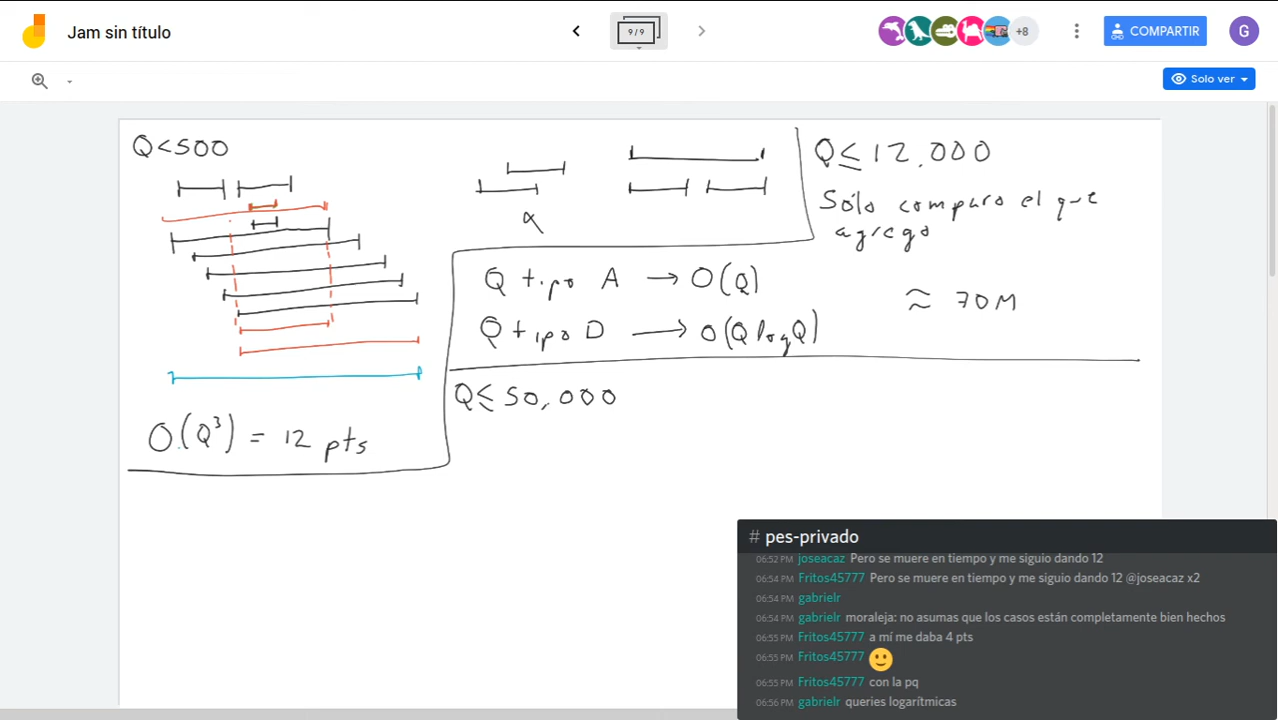 Jam sin título
9/9
+8
COMPARTIR
G
Solo ver
Q<500
O(Q³) = 12 pts
α
Q tipo A → O(Q)
Q tipo D → O(Q log Q)
Q≤12,000
Sólo comparo el que
agrego
≈ 70M
Q≤50,000
# pes-privado
06:52 PM joseacaz Pero se muere en tiempo y me siguio dando 12
06:54 PM Fritos45777 Pero se muere en tiempo y me siguio dando 12 @joseacaz x2
06:54 PM gabrielr
06:54 PM gabrielr moraleja: no asumas que los casos están completamente bien hechos
06:55 PM Fritos45777 a mí me daba 4 pts
06:55 PM Fritos45777
06:55 PM Fritos45777 con la pq
06:56 PM gabrielr queries logarítmicas